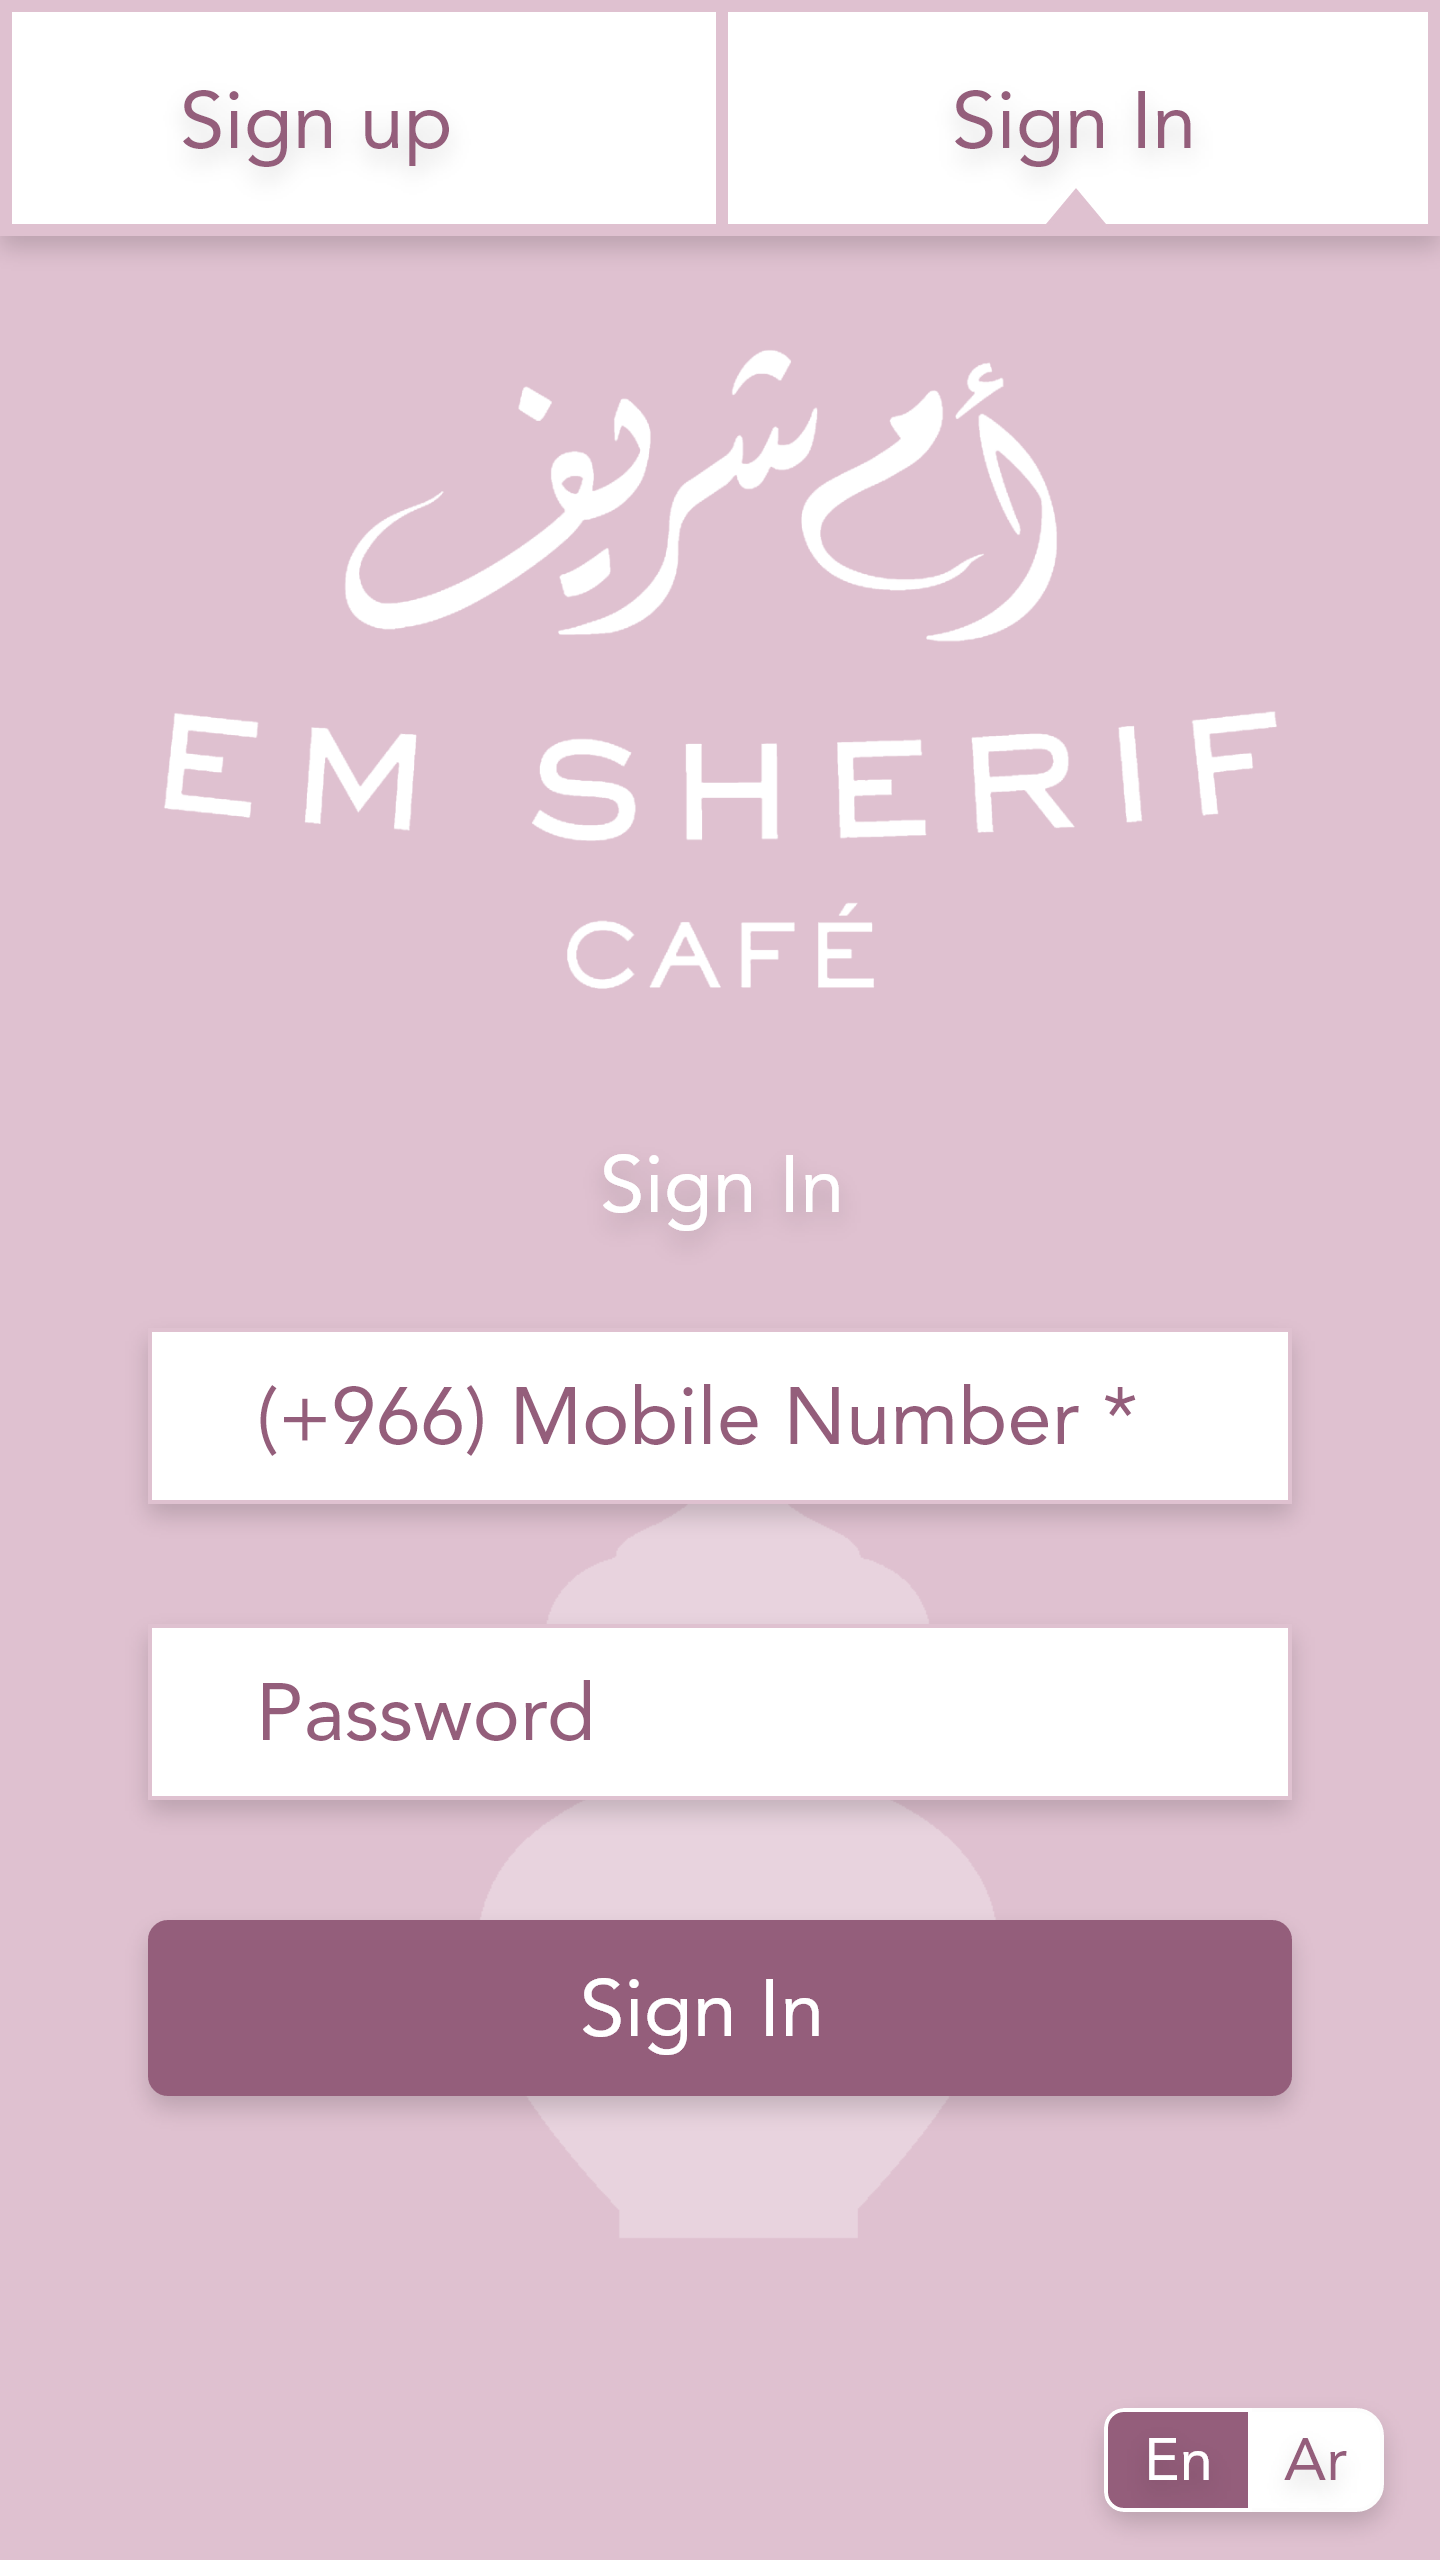 Sign up
Sign In
أم شريف
EM SHERIF
CAFÉ
Sign In
(+966) Mobile Number *
Password
Sign In
En
Ar